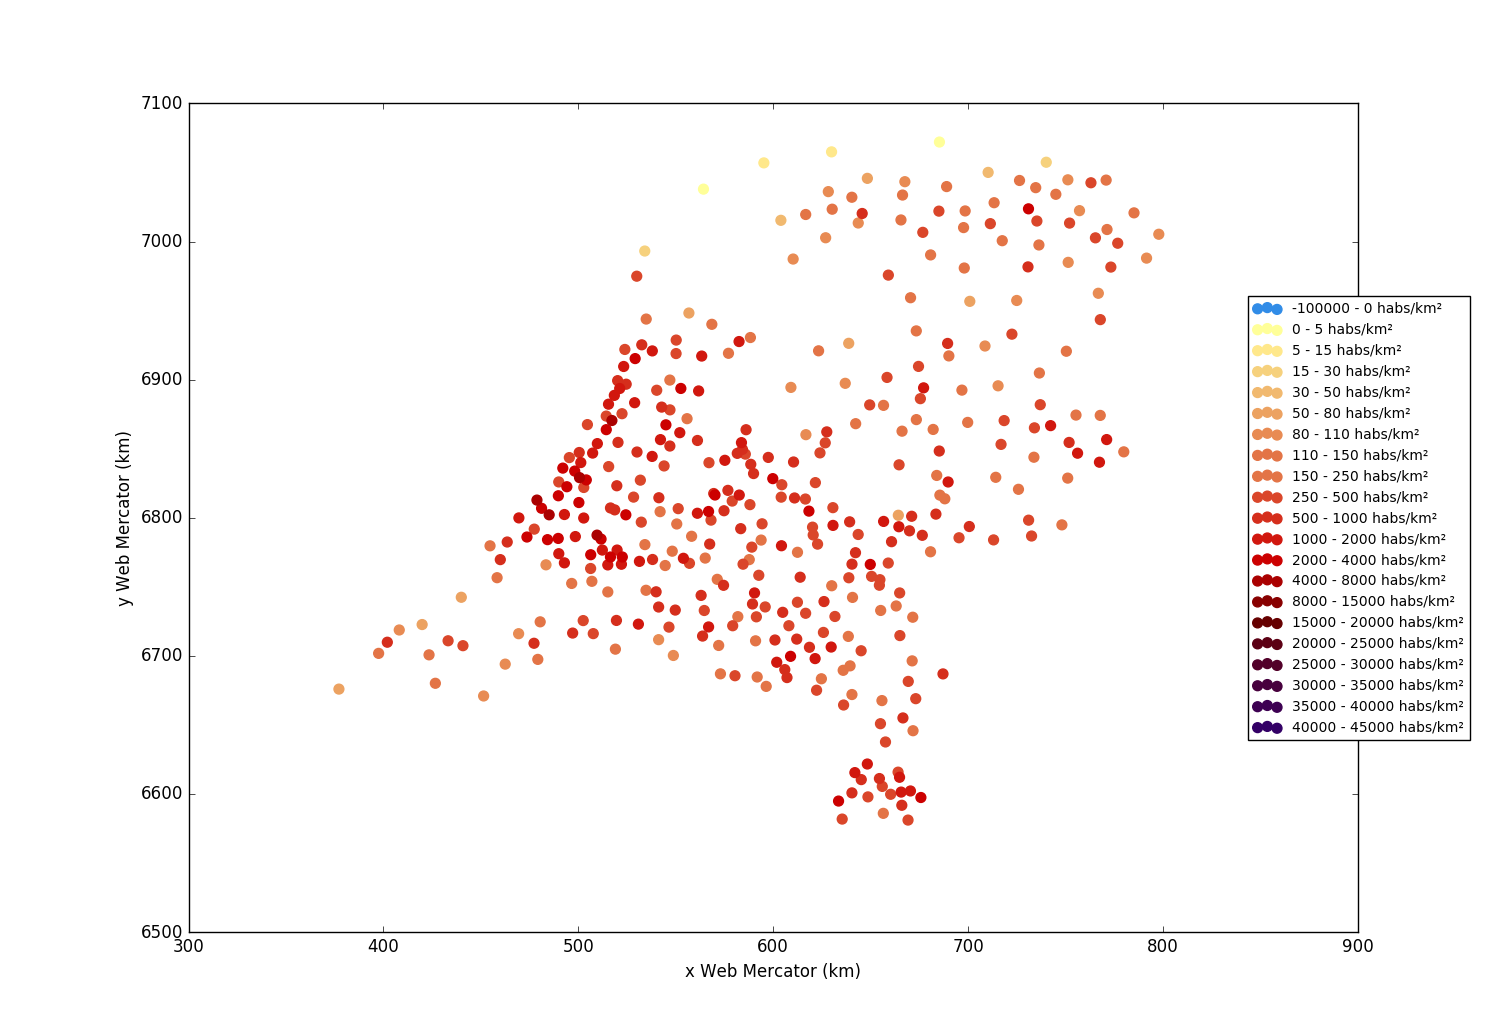 7100
7000
6900
6800
6700
6600
6500
y Web Mercator (km)
300 400 500 600 700 800 900
x Web Mercator (km)
-100000 - 0 habs/km²
0 - 5 habs/km²
5 - 15 habs/km²
15 - 30 habs/km²
30 - 50 habs/km²
50 - 80 habs/km²
80 - 110 habs/km²
110 - 150 habs/km²
150 - 250 habs/km²
250 - 500 habs/km²
500 - 1000 habs/km²
1000 - 2000 habs/km²
2000 - 4000 habs/km²
4000 - 8000 habs/km²
8000 - 15000 habs/km²
15000 - 20000 habs/km²
20000 - 25000 habs/km²
25000 - 30000 habs/km²
30000 - 35000 habs/km²
35000 - 40000 habs/km²
40000 - 45000 habs/km²